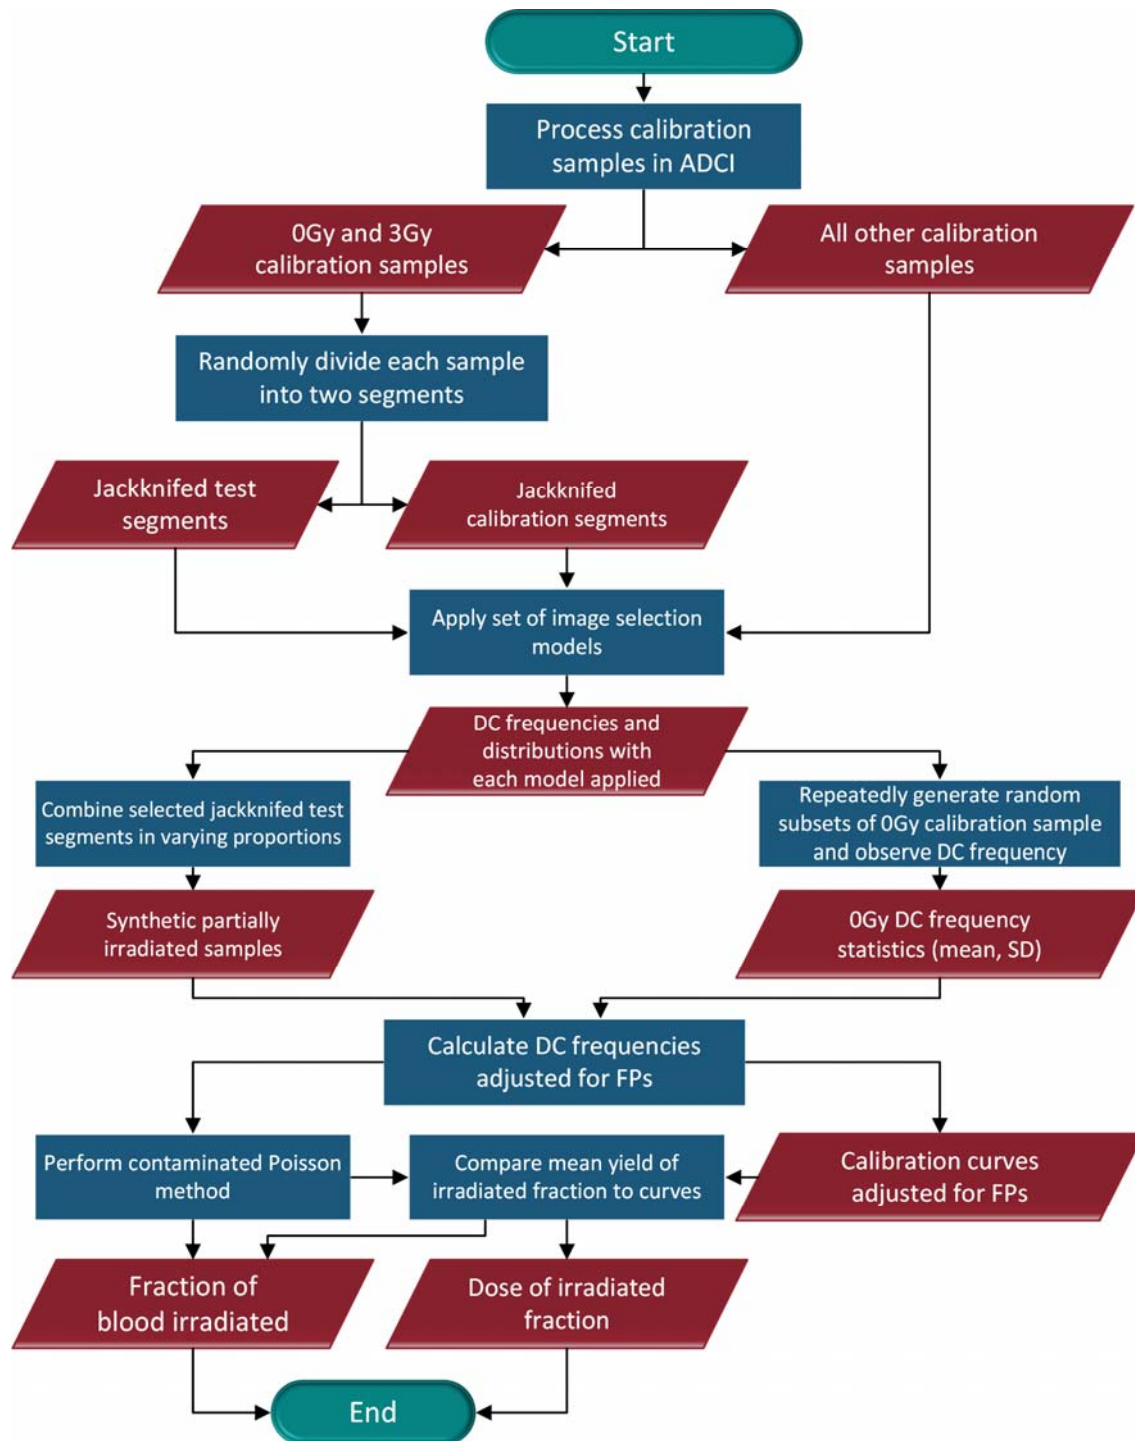 Start
Process calibration
samples in ADCI
0Gy and 3Gy
calibration samples
All other calibration
samples
Randomly divide each sample
into two segments
Jackknifed test
segments
Jackknifed
calibration segments
Apply set of image selection
models
DC frequencies and
distributions with
each model applied
Combine selected jackknifed test
segments in varying proportions
Repeatedly generate random
subsets of 0Gy calibration sample
and observe DC frequency
Synthetic partially
irradiated samples
0Gy DC frequency
statistics (mean, SD)
Calculate DC frequencies
adjusted for FPs
Perform contaminated Poisson
method
Compare mean yield of
irradiated fraction to curves
Calibration curves
adjusted for FPs
Fraction of
blood irradiated
Dose of irradiated
fraction
End